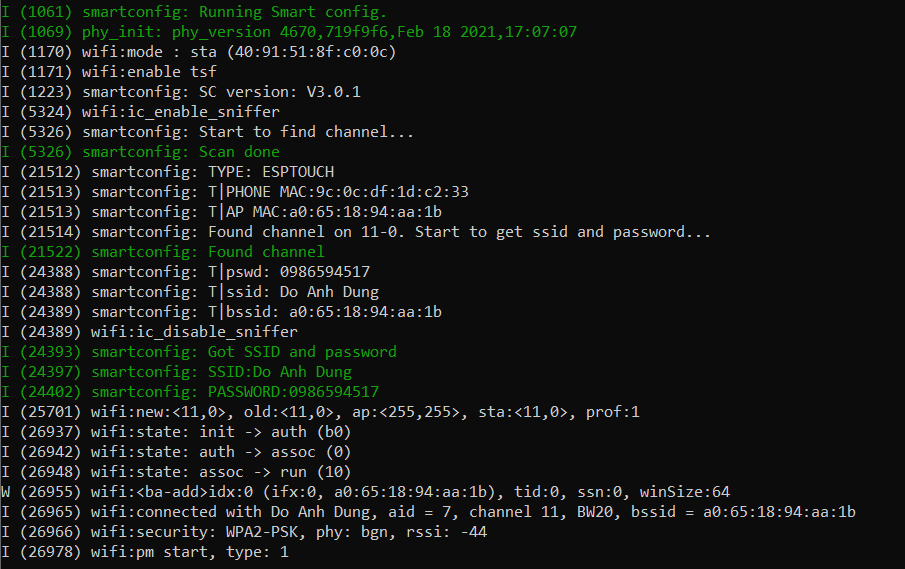 I (1061) smartconfig: Running Smart config.
I (1069) phy_init: phy_version 4670,719f9f6,Feb 18 2021,17:07:07
I (1170) wifi:mode : sta (40:91:51:8f:c0:0c)
I (1171) wifi:enable tsf
I (1223) smartconfig: SC version: V3.0.1
I (5324) wifi:ic_enable_sniffer
I (5326) smartconfig: Start to find channel...
I (5326) smartconfig: Scan done
I (21512) smartconfig: TYPE: ESPTOUCH
I (21513) smartconfig: T|PHONE MAC:9c:0c:df:1d:c2:33
I (21513) smartconfig: T|AP MAC:a0:65:18:94:aa:1b
I (21514) smartconfig: Found channel on 11-0. Start to get ssid and password...
I (21522) smartconfig: Found channel
I (24388) smartconfig: T|pswd: 0986594517
I (24388) smartconfig: T|ssid: Do Anh Dung
I (24389) smartconfig: T|bssid: a0:65:18:94:aa:1b
I (24389) wifi:ic_disable_sniffer
I (24393) smartconfig: Got SSID and password
I (24397) smartconfig: SSID:Do Anh Dung
I (24402) smartconfig: PASSWORD:0986594517
I (25701) wifi:new:<11,0>, old:<11,0>, ap:<255,255>, sta:<11,0>, prof:1
I (26937) wifi:state: init -> auth (b0)
I (26942) wifi:state: auth -> assoc (0)
I (26948) wifi:state: assoc -> run (10)
W (26955) wifi:<ba-add>idx:0 (ifx:0, a0:65:18:94:aa:1b), tid:0, ssn:0, winSize:64
I (26965) wifi:connected with Do Anh Dung, aid = 7, channel 11, BW20, bssid = a0:65:18:94:aa:1b
I (26966) wifi:security: WPA2-PSK, phy: bgn, rssi: -44
I (26978) wifi:pm start, type: 1